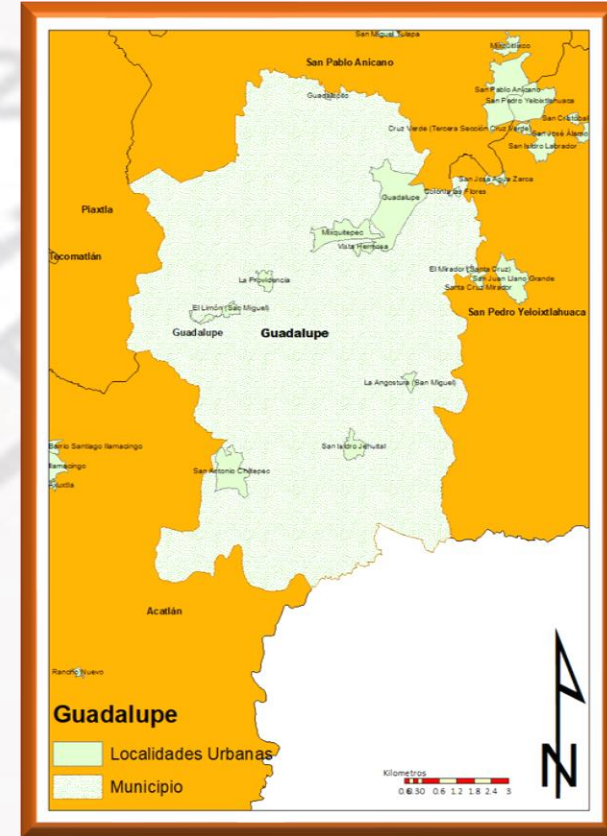 San Miguel Tulapa
Mixquitlixco
San Pablo Anicano
San Pablo Anicano
Guadalupito
San Pedro Yeloixtlahuaca
San Cristóbal
Cruz Verde (Tercera Sección Cruz Verde)
San José Álamo
San Isidro Labrador
San José Agua Zarca
Colonia las Flores
Guadalupe
Piaxtla
Mixquitepec
Vista Hermosa
Tecomatlán
El Mirador (Santa Cruz)
San Juan Llano Grande
La Providencia
Santa Cruz Mirador
El Limón (San Miguel)
San Pedro Yeloixtlahuaca
Guadalupe
Guadalupe
La Angostura (San Miguel)
Barrio Santiago Ilamacingo
San Isidro Jehuital
Ilamacingo
San Antonio Chiltepec
Acatlán
Rancho Nuevo
Guadalupe
Localidades Urbanas
Municipio
Kilometros
0.6 0.3 0 0.6 1.2 1.8 2.4 3
N